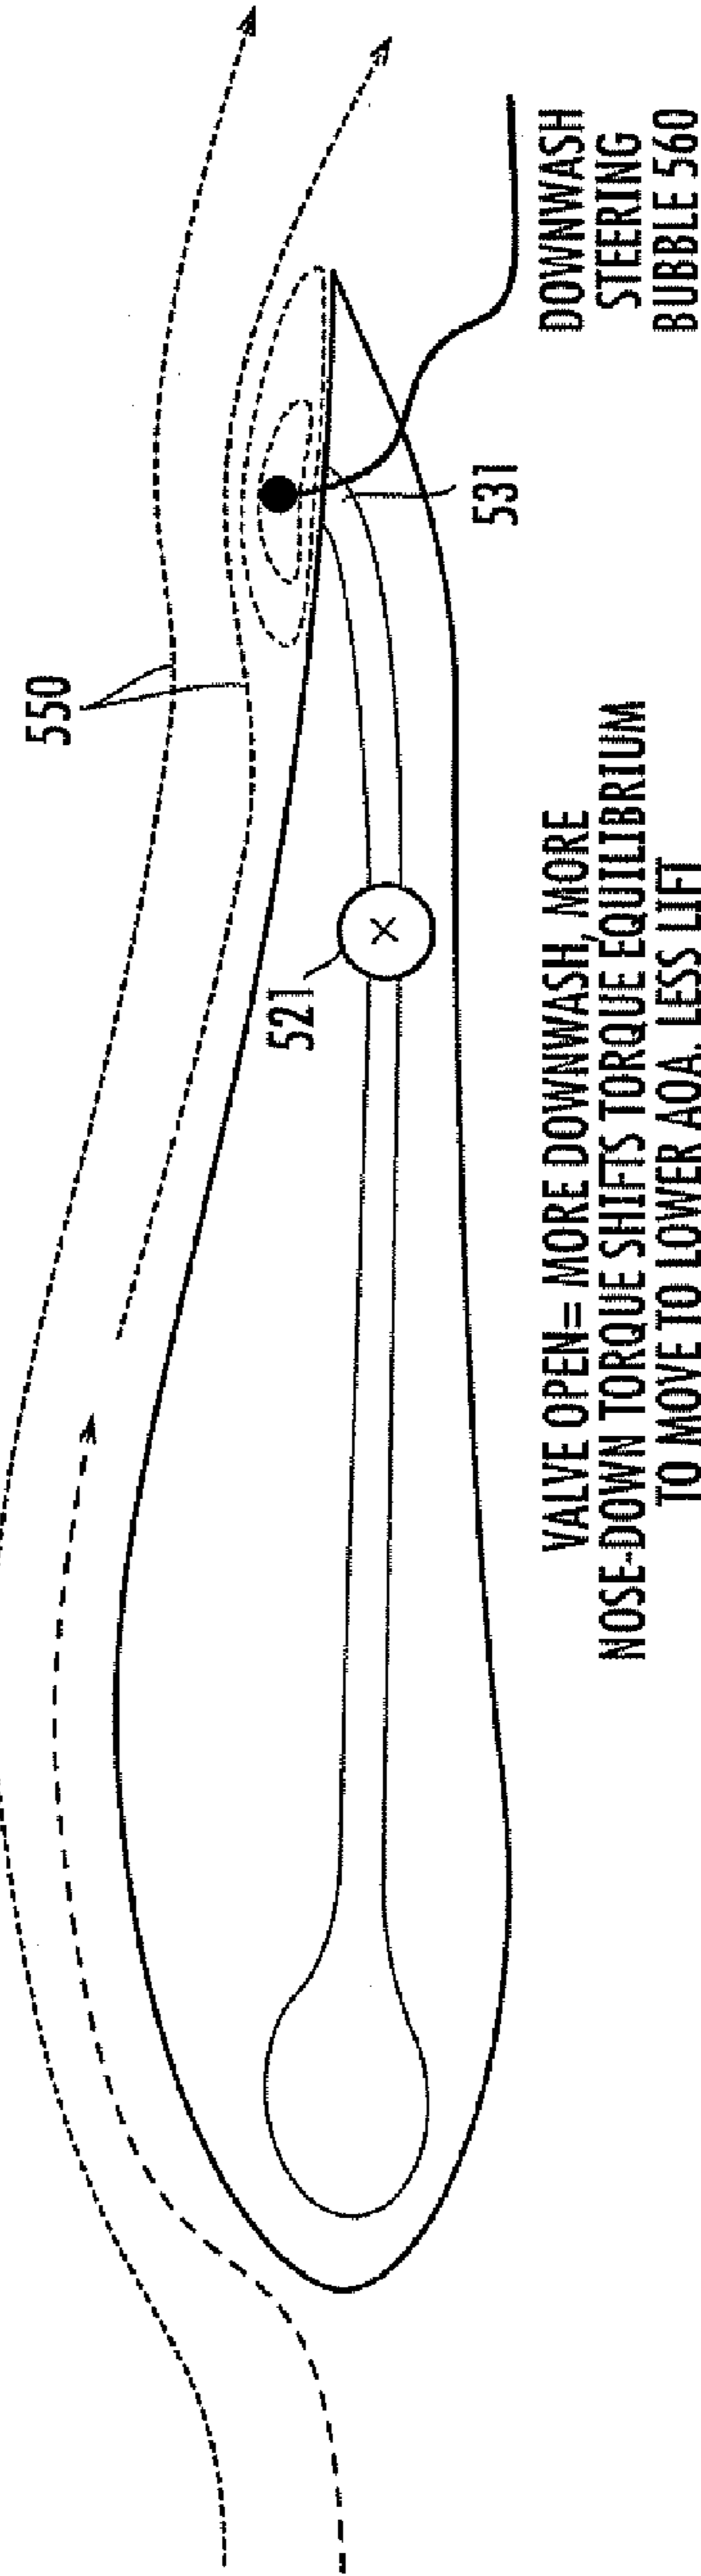 550
521
531
DOWNWASH
STEERING
BUBBLE 560
VALVE OPEN= MORE DOWNWASH, MORE
NOSE-DOWN TORQUE SHIFTS TORQUE EQUILIBRIUM
TO MOVE TO LOWER AOA, LESS LIFT